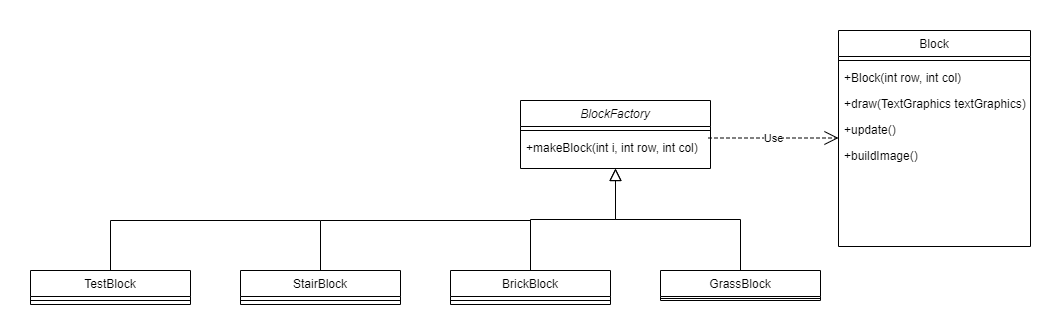 Block
+Block(int row, int col)
+draw(TextGraphics textGraphics)
+update()
+buildImage()
BlockFactory
+makeBlock(int i, int row, int col)
Use
TestBlock
StairBlock
BrickBlock
GrassBlock